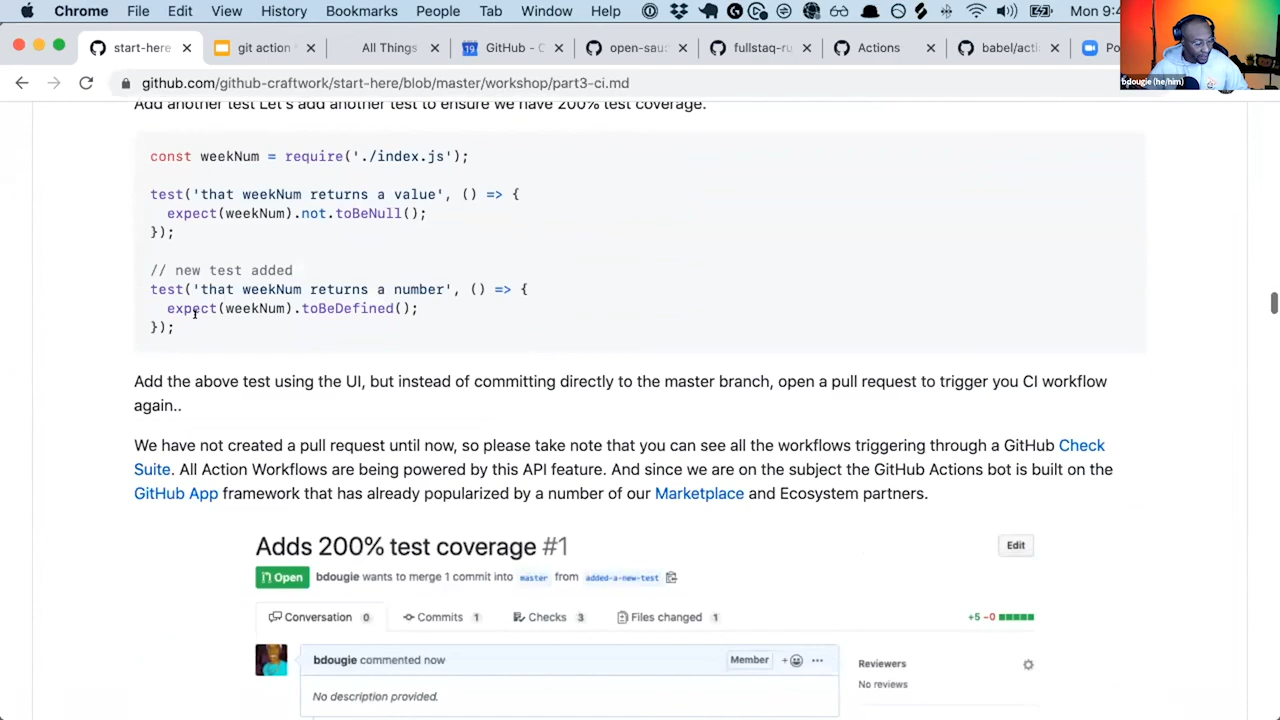 Chrome File Edit View History Bookmarks People Tab Window Help Mon 9:4
start-here
git action
All Things
GitHub - C
open-sau
fullstaq-ru
Actions
babel/acti
Po
bdougie (he/him)
github.com/github-craftwork/start-here/blob/master/workshop/part3-ci.md
Add another test Let's add another test to ensure we have 200% test coverage.
const weekNum = require('./index.js');
test('that weekNum returns a value', () => {
expect(weekNum).not.toBeNull();
});
// new test added
test('that weekNum returns a number', () => {
expect(weekNum).toBeDefined();
});
Add the above test using the UI, but instead of committing directly to the master branch, open a pull request to trigger you CI workflow
again..
We have not created a pull request until now, so please take note that you can see all the workflows triggering through a GitHub Check
Suite. All Action Workflows are being powered by this API feature. And since we are on the subject the GitHub Actions bot is built on the
GitHub App framework that has already popularized by a number of our Marketplace and Ecosystem partners.
Adds 200% test coverage #1
Edit
Open bdougie wants to merge 1 commit into master from added-a-new-test
Conversation 0 Commits 1 Checks 3 Files changed 1 +5 −0
bdougie commented now Member
Reviewers
No reviews
No description provided.